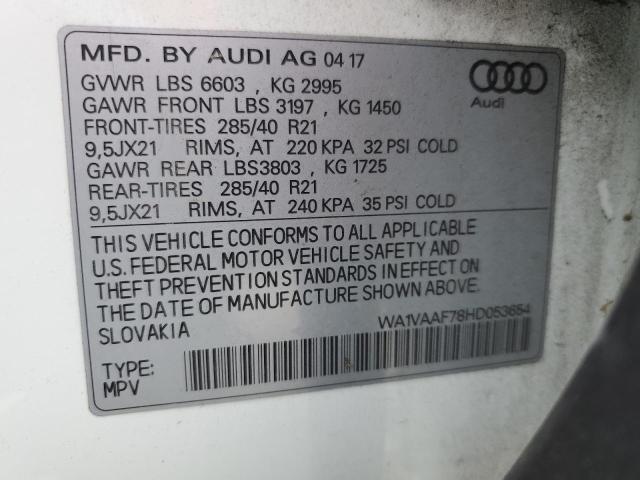 MFD. BY AUDI AG 04 17
GVWR LBS 6603 , KG 2995
GAWR FRONT LBS 3197 , KG 1450
FRONT-TIRES 285/40 R21
9,5JX21 RIMS, AT 220 KPA 32 PSI COLD
GAWR REAR LBS3803 , KG 1725
REAR-TIRES 285/40 R21
9,5JX21 RIMS, AT 240 KPA 35 PSI COLD
Audi
THIS VEHICLE CONFORMS TO ALL APPLICABLE
U.S. FEDERAL MOTOR VEHICLE SAFETY AND
THEFT PREVENTION STANDARDS IN EFFECT ON
THE DATE OF MANUFACTURE SHOWN ABOVE.
SLOVAKIA
WA1VAAF78HD053654
TYPE:
MPV